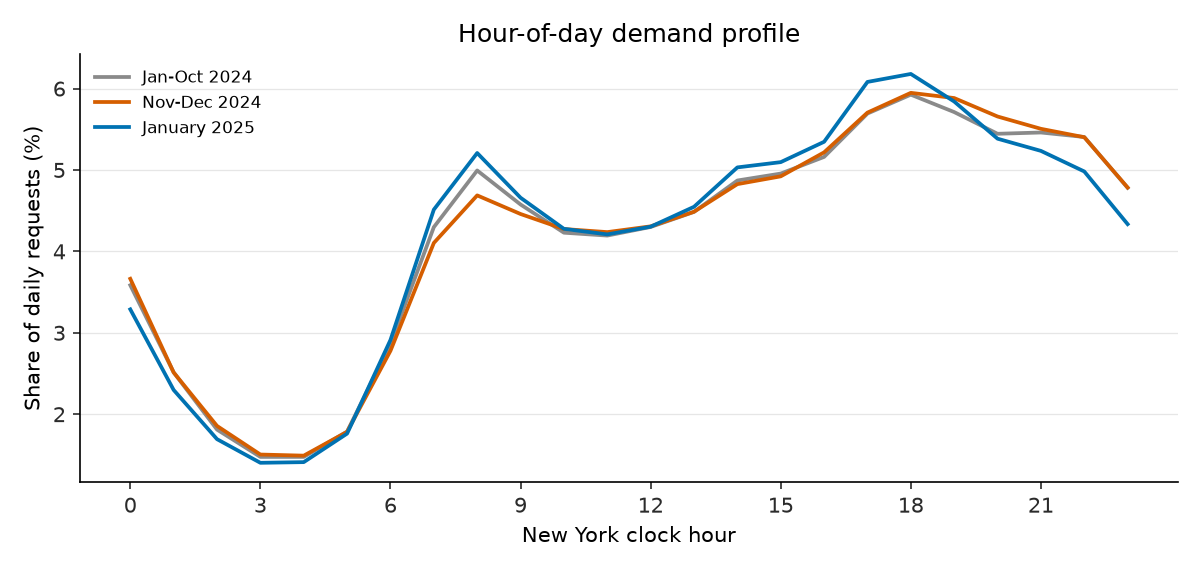 Hour-of-day demand profile
Jan-Oct 2024
Nov-Dec 2024
January 2025
Share of daily requests (%)
6
5
4
3
2
0 3 6 9 12 15 18 21
New York clock hour